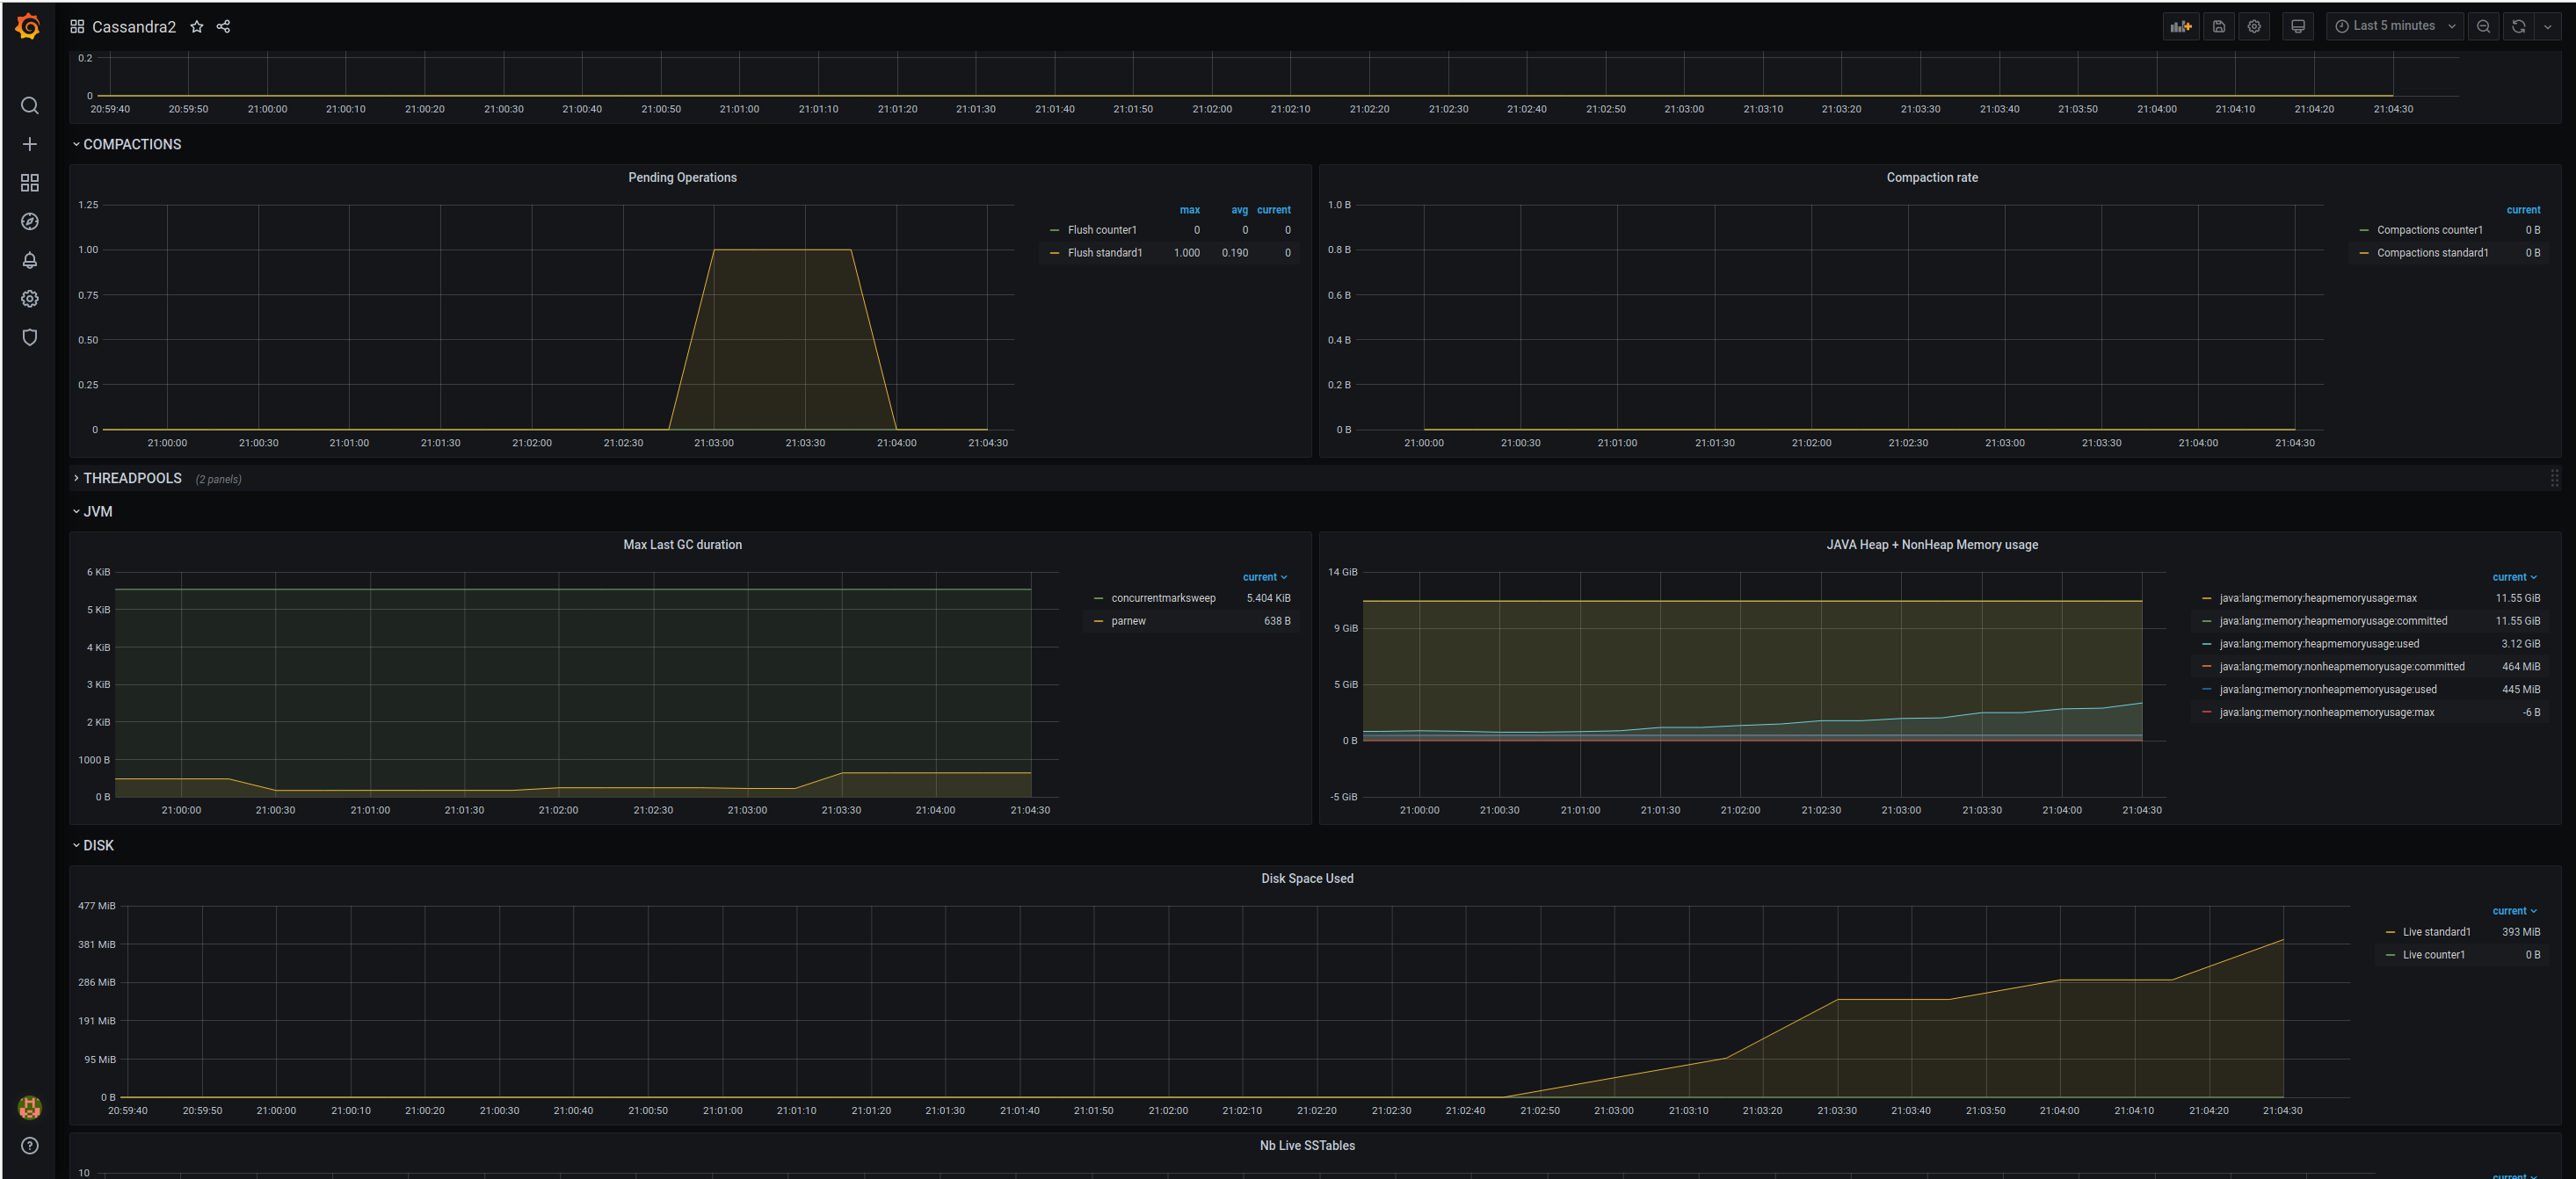 Cassandra2
Last 5 minutes
0.2
0
20:59:40 20:59:50 21:00:00 21:00:10 21:00:20 21:00:30 21:00:40 21:00:50 21:01:00 21:01:10 21:01:20 21:01:30 21:01:40 21:01:50 21:02:00 21:02:10 21:02:20 21:02:30 21:02:40 21:02:50 21:03:00 21:03:10 21:03:20 21:03:30 21:03:40 21:03:50 21:04:00 21:04:10 21:04:20 21:04:30
COMPACTIONS
Pending Operations
1.25
1.00
0.75
0.50
0.25
0
21:00:00 21:00:30 21:01:00 21:01:30 21:02:00 21:02:30 21:03:00 21:03:30 21:04:00 21:04:30
max avg current
Flush counter1 0 0 0
Flush standard1 1.000 0.190 0
Compaction rate
1.0 B
0.8 B
0.6 B
0.4 B
0.2 B
0 B
21:00:00 21:00:30 21:01:00 21:01:30 21:02:00 21:02:30 21:03:00 21:03:30 21:04:00 21:04:30
current
Compactions counter1 0 B
Compactions standard1 0 B
THREADPOOLS (2 panels)
JVM
Max Last GC duration
6 KiB
5 KiB
4 KiB
3 KiB
2 KiB
1000 B
0 B
21:00:00 21:00:30 21:01:00 21:01:30 21:02:00 21:02:30 21:03:00 21:03:30 21:04:00 21:04:30
current
concurrentmarksweep 5.404 KiB
parnew 638 B
JAVA Heap + NonHeap Memory usage
14 GiB
9 GiB
5 GiB
0 B
-5 GiB
21:00:00 21:00:30 21:01:00 21:01:30 21:02:00 21:02:30 21:03:00 21:03:30 21:04:00 21:04:30
current
java:lang:memory:heapmemoryusage:max 11.55 GiB
java:lang:memory:heapmemoryusage:committed 11.55 GiB
java:lang:memory:heapmemoryusage:used 3.12 GiB
java:lang:memory:nonheapmemoryusage:committed 464 MiB
java:lang:memory:nonheapmemoryusage:used 445 MiB
java:lang:memory:nonheapmemoryusage:max -6 B
DISK
Disk Space Used
477 MiB
381 MiB
286 MiB
191 MiB
95 MiB
0 B
20:59:40 20:59:50 21:00:00 21:00:10 21:00:20 21:00:30 21:00:40 21:00:50 21:01:00 21:01:10 21:01:20 21:01:30 21:01:40 21:01:50 21:02:00 21:02:10 21:02:20 21:02:30 21:02:40 21:02:50 21:03:00 21:03:10 21:03:20 21:03:30 21:03:40 21:03:50 21:04:00 21:04:10 21:04:20 21:04:30
current
Live standard1 393 MiB
Live counter1 0 B
Nb Live SSTables
10
current